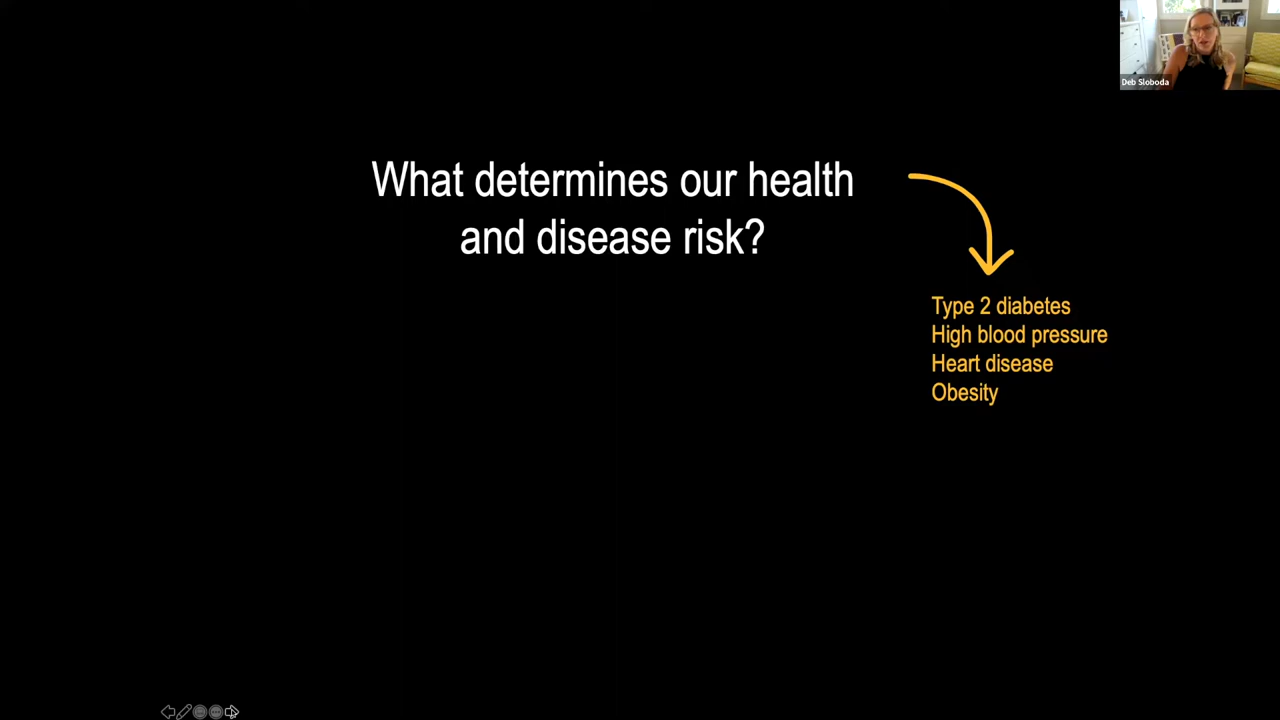 Deb Sloboda
What determines our health
and disease risk?
Type 2 diabetes
High blood pressure
Heart disease
Obesity